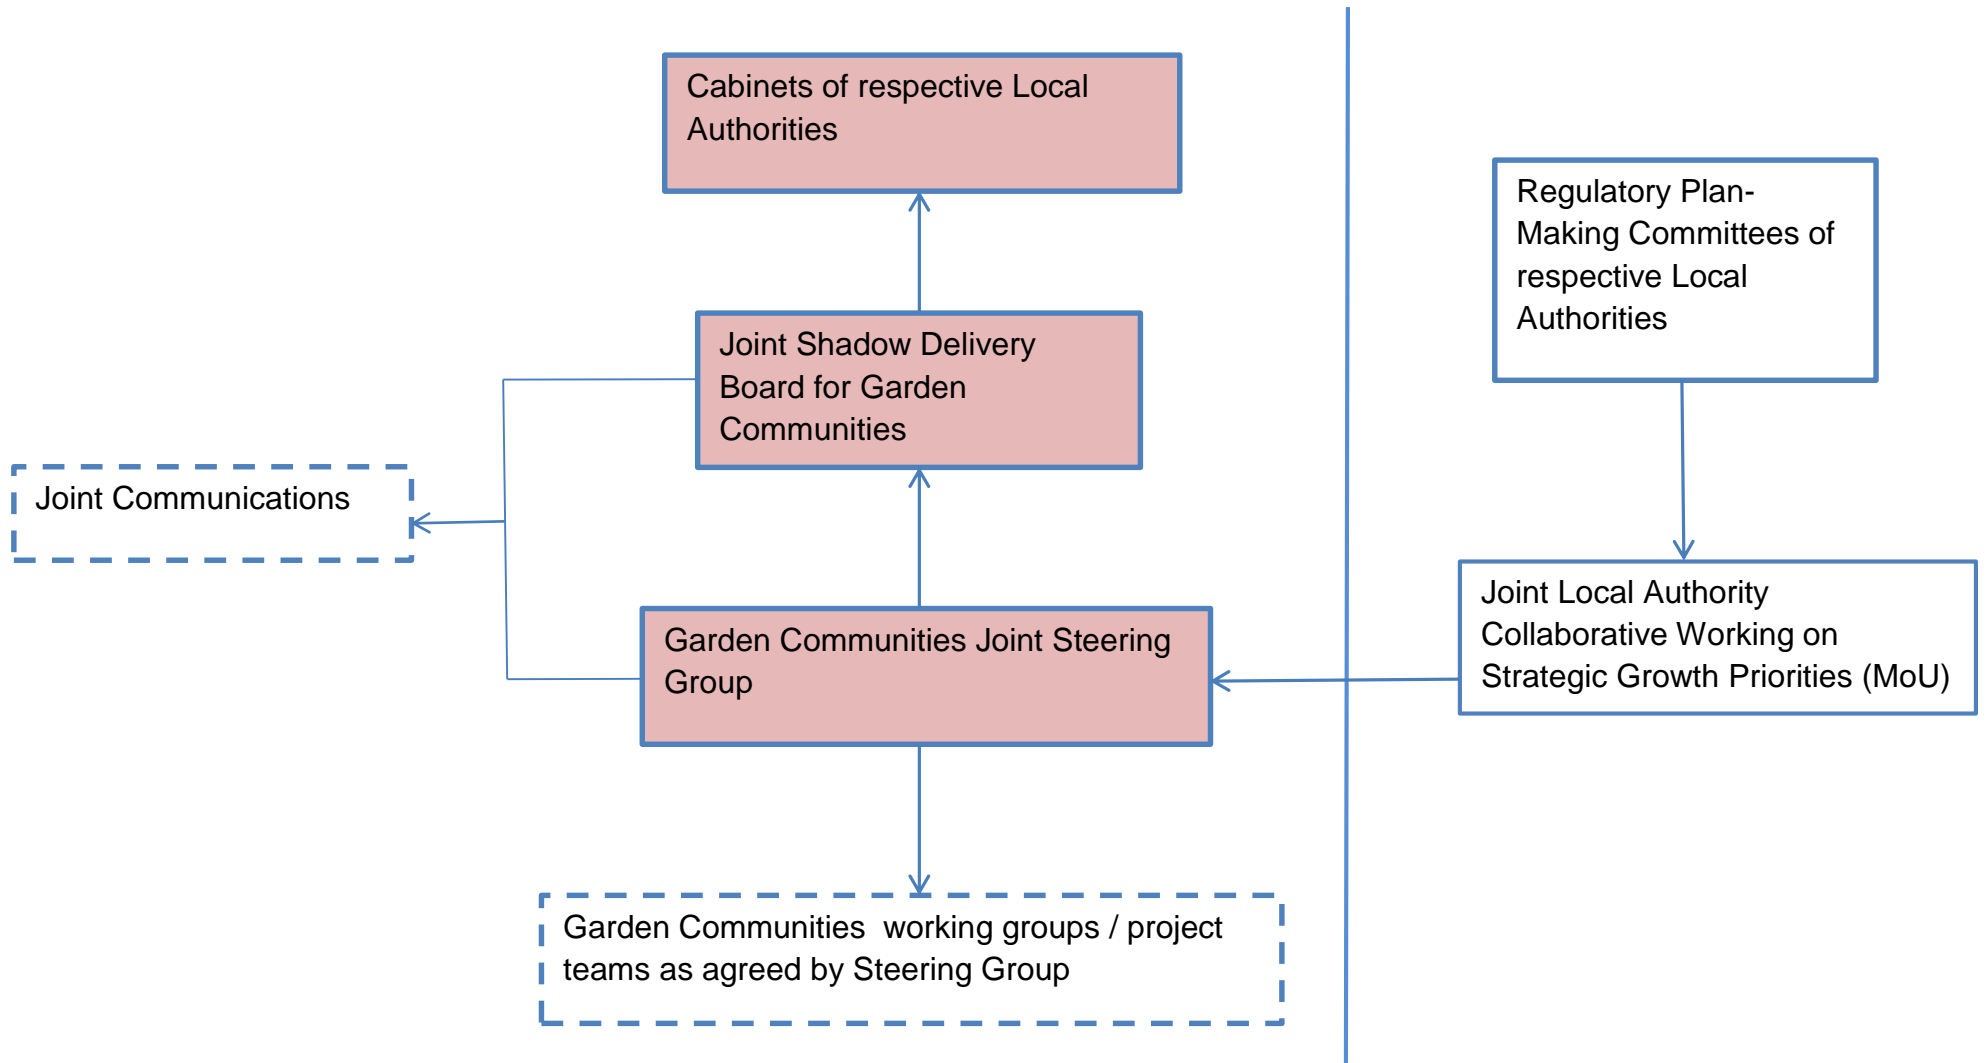 Cabinets of respective Local
Authorities
Regulatory Plan-
Making Committees of
respective Local
Authorities
Joint Shadow Delivery
Board for Garden
Communities
Joint Communications
Joint Local Authority
Collaborative Working on
Strategic Growth Priorities (MoU)
Garden Communities Joint Steering
Group
Garden Communities  working groups / project
teams as agreed by Steering Group